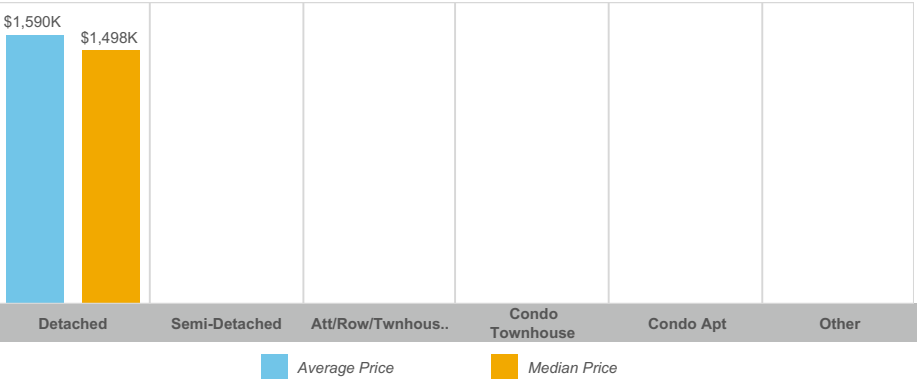 $1,590K
$1,498K
Detached
Semi-Detached
Att/Row/Twnhous..
Condo
Townhouse
Condo Apt
Other
Average Price
Median Price